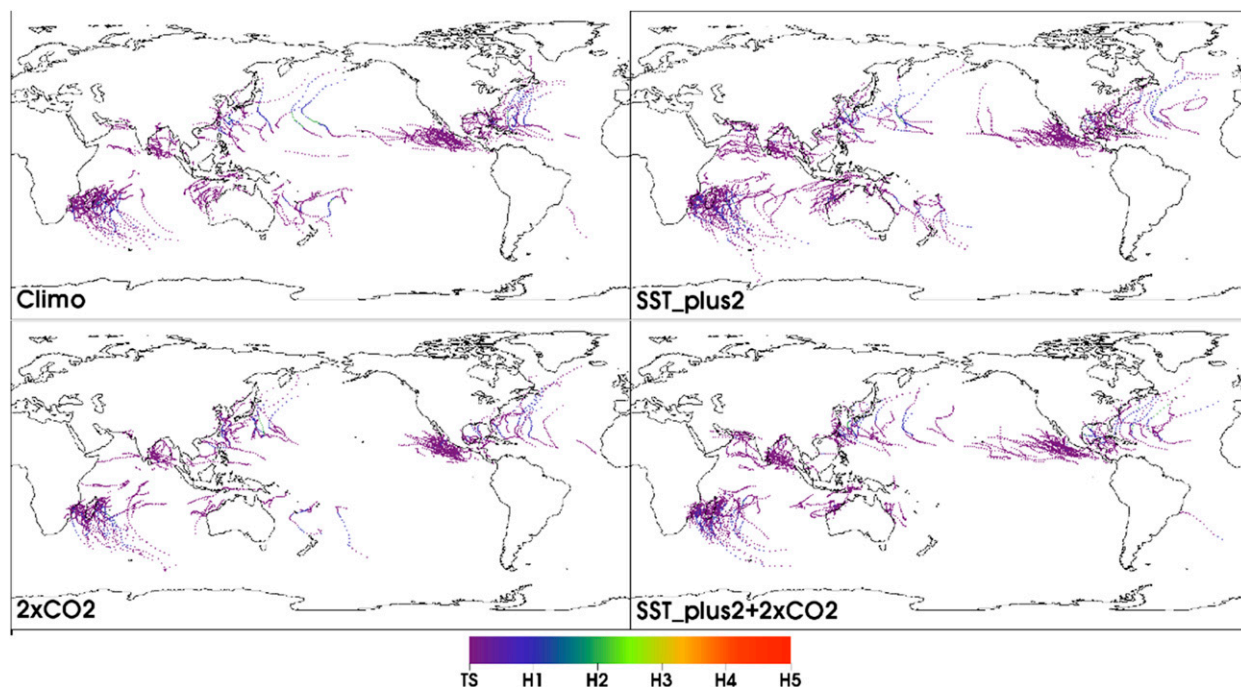 Climo
SST_plus2
2xCO2
SST_plus2+2xCO2
TS H1 H2 H3 H4 H5